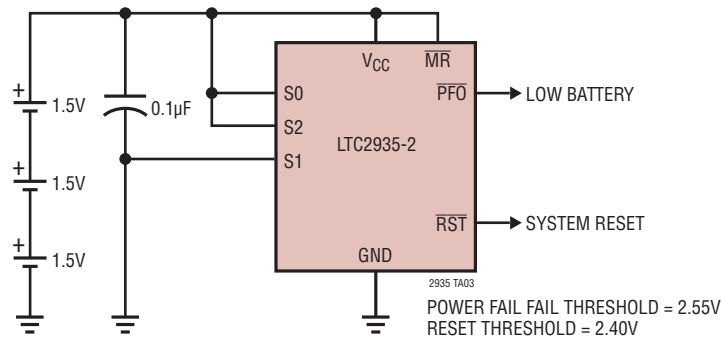 VCC
MR
+
1.5V
0.1µF
S0
PFO
LOW BATTERY
S2
LTC2935-2
S1
+
1.5V
RST
SYSTEM RESET
+
1.5V
GND
2935 TA03
POWER FAIL FAIL THRESHOLD = 2.55V
RESET THRESHOLD = 2.40V